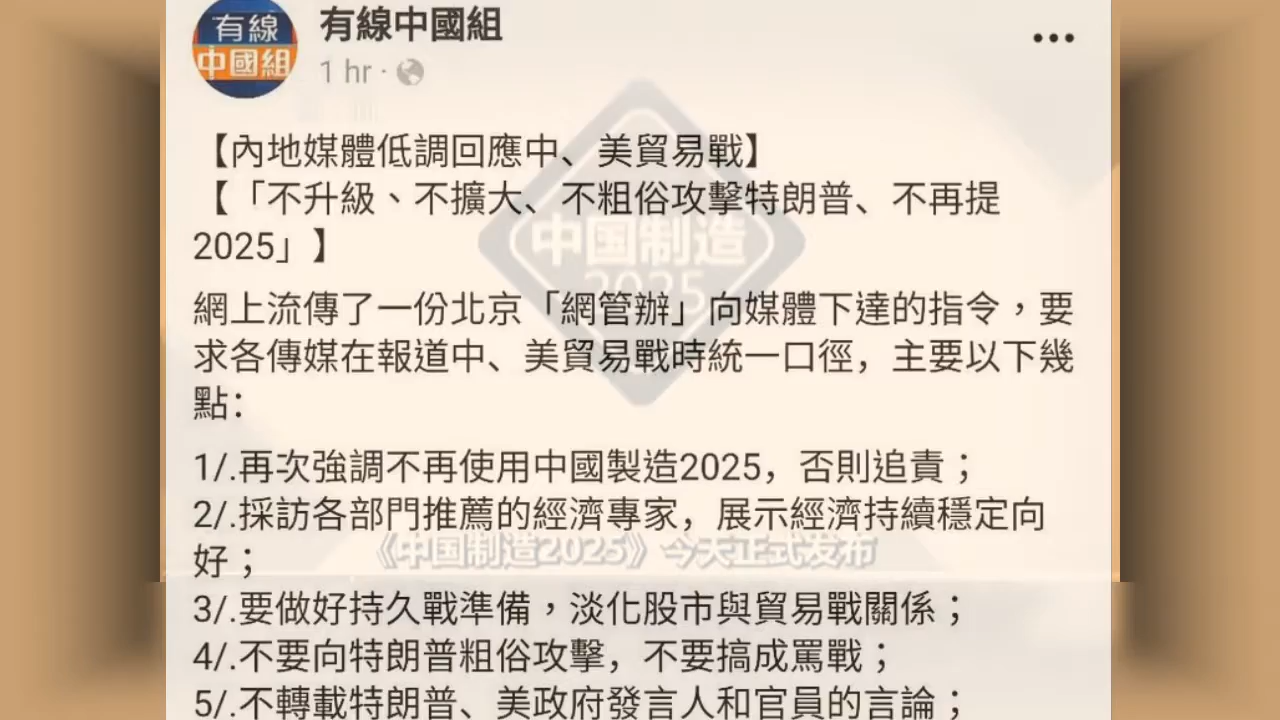 有線
中國組
有線中國組
1 hr ·
【內地媒體低調回應中、美貿易戰】
【「不升級、不擴大、不粗俗攻擊特朗普、不再提
2025」】
網上流傳了一份北京「網管辦」向媒體下達的指令，要
求各傳媒在報道中、美貿易戰時統一口徑，主要以下幾
點：
1/.再次強調不再使用中國製造2025，否則追責；
2/.採訪各部門推薦的經濟專家，展示經濟持續穩定向
好；
3/.要做好持久戰準備，淡化股市與貿易戰關係；
4/.不要向特朗普粗俗攻擊，不要搞成罵戰；
5/.不轉載特朗普、美政府發言人和官員的言論；
中国制造
2025
《中国制造2025》今天正式发布